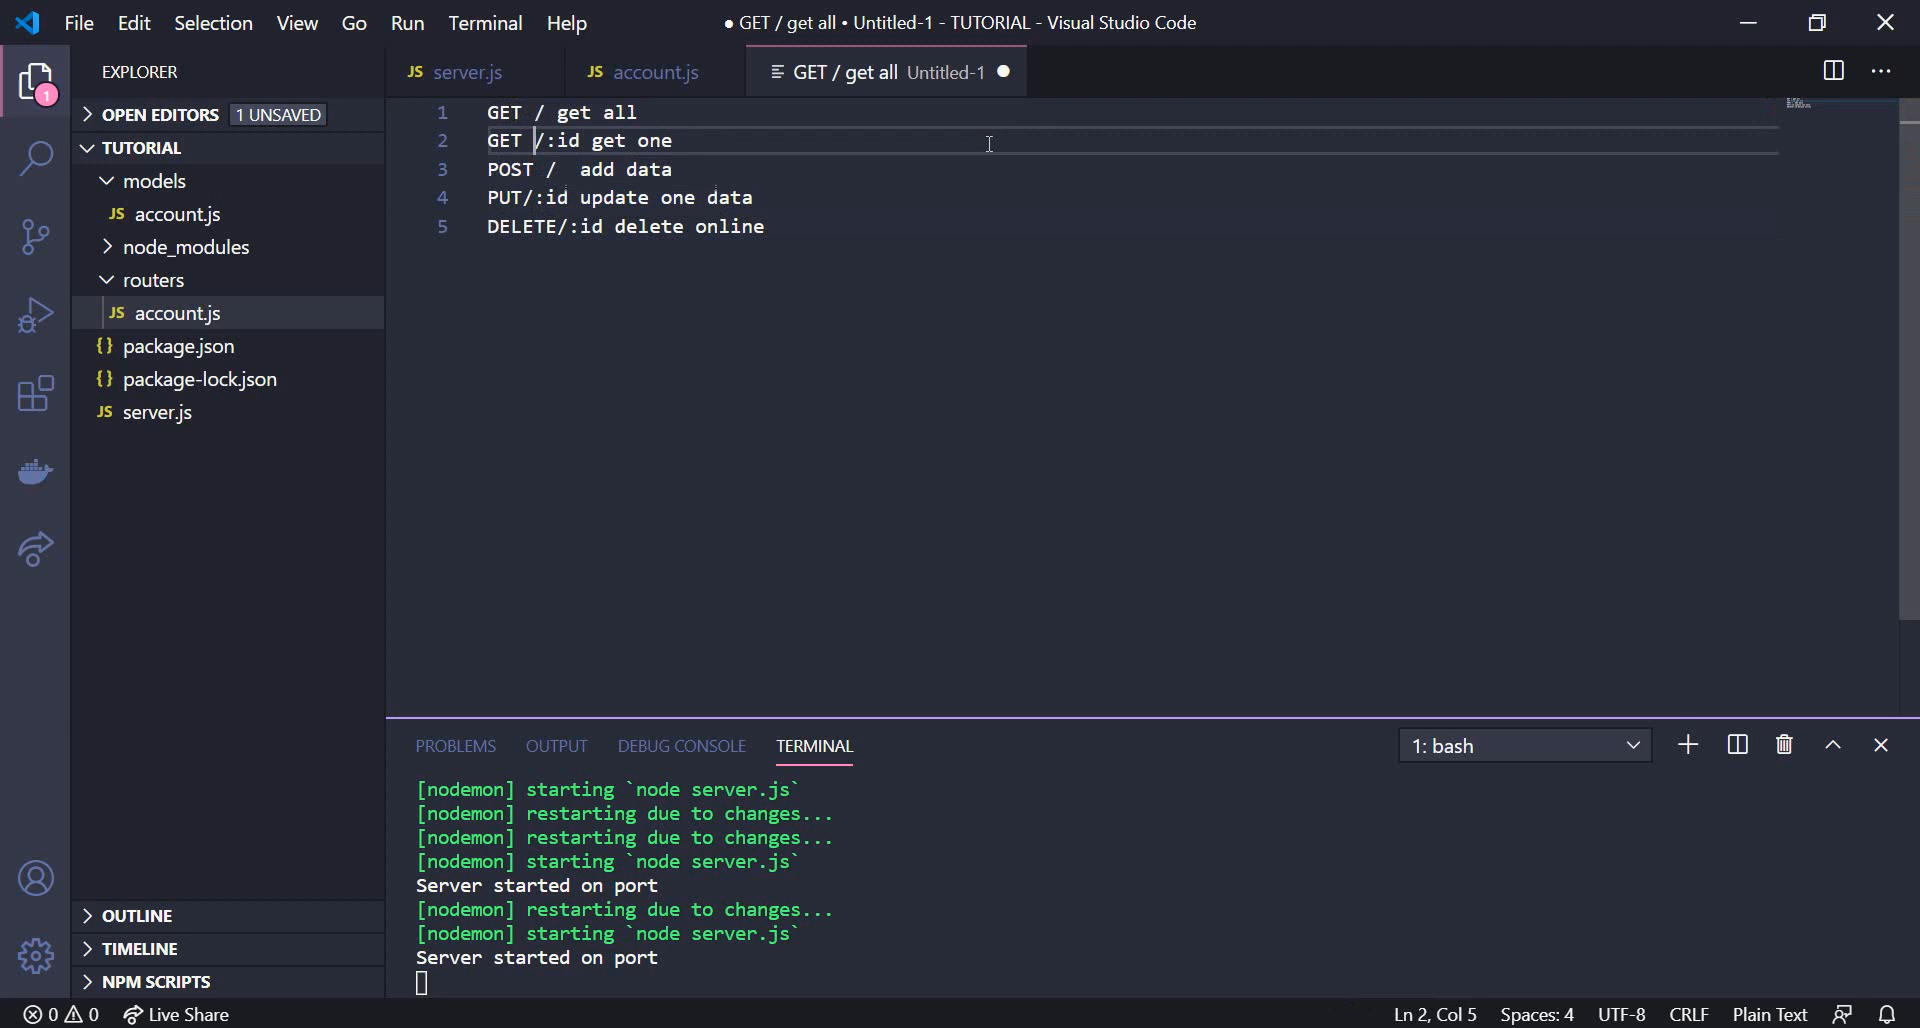 File Edit Selection View Go Run Terminal Help
● GET / get all • Untitled-1 - TUTORIAL - Visual Studio Code
1
EXPLORER
OPEN EDITORS 1 UNSAVED
TUTORIAL
models
JS account.js
node_modules
routers
JS account.js
{} package.json
{} package-lock.json
JS server.js
OUTLINE
TIMELINE
NPM SCRIPTS
JS server.js
JS account.js
GET / get all Untitled-1
1 GET / get all
2 GET /:id get one
3 POST /  add data
4 PUT/:id update one data
5 DELETE/:id delete online
PROBLEMS OUTPUT DEBUG CONSOLE TERMINAL
1: bash
[nodemon] starting `node server.js`
[nodemon] restarting due to changes...
[nodemon] restarting due to changes...
[nodemon] starting `node server.js`
Server started on port
[nodemon] restarting due to changes...
[nodemon] starting `node server.js`
Server started on port
0 0 Live Share
Ln 2, Col 5 Spaces: 4 UTF-8 CRLF Plain Text